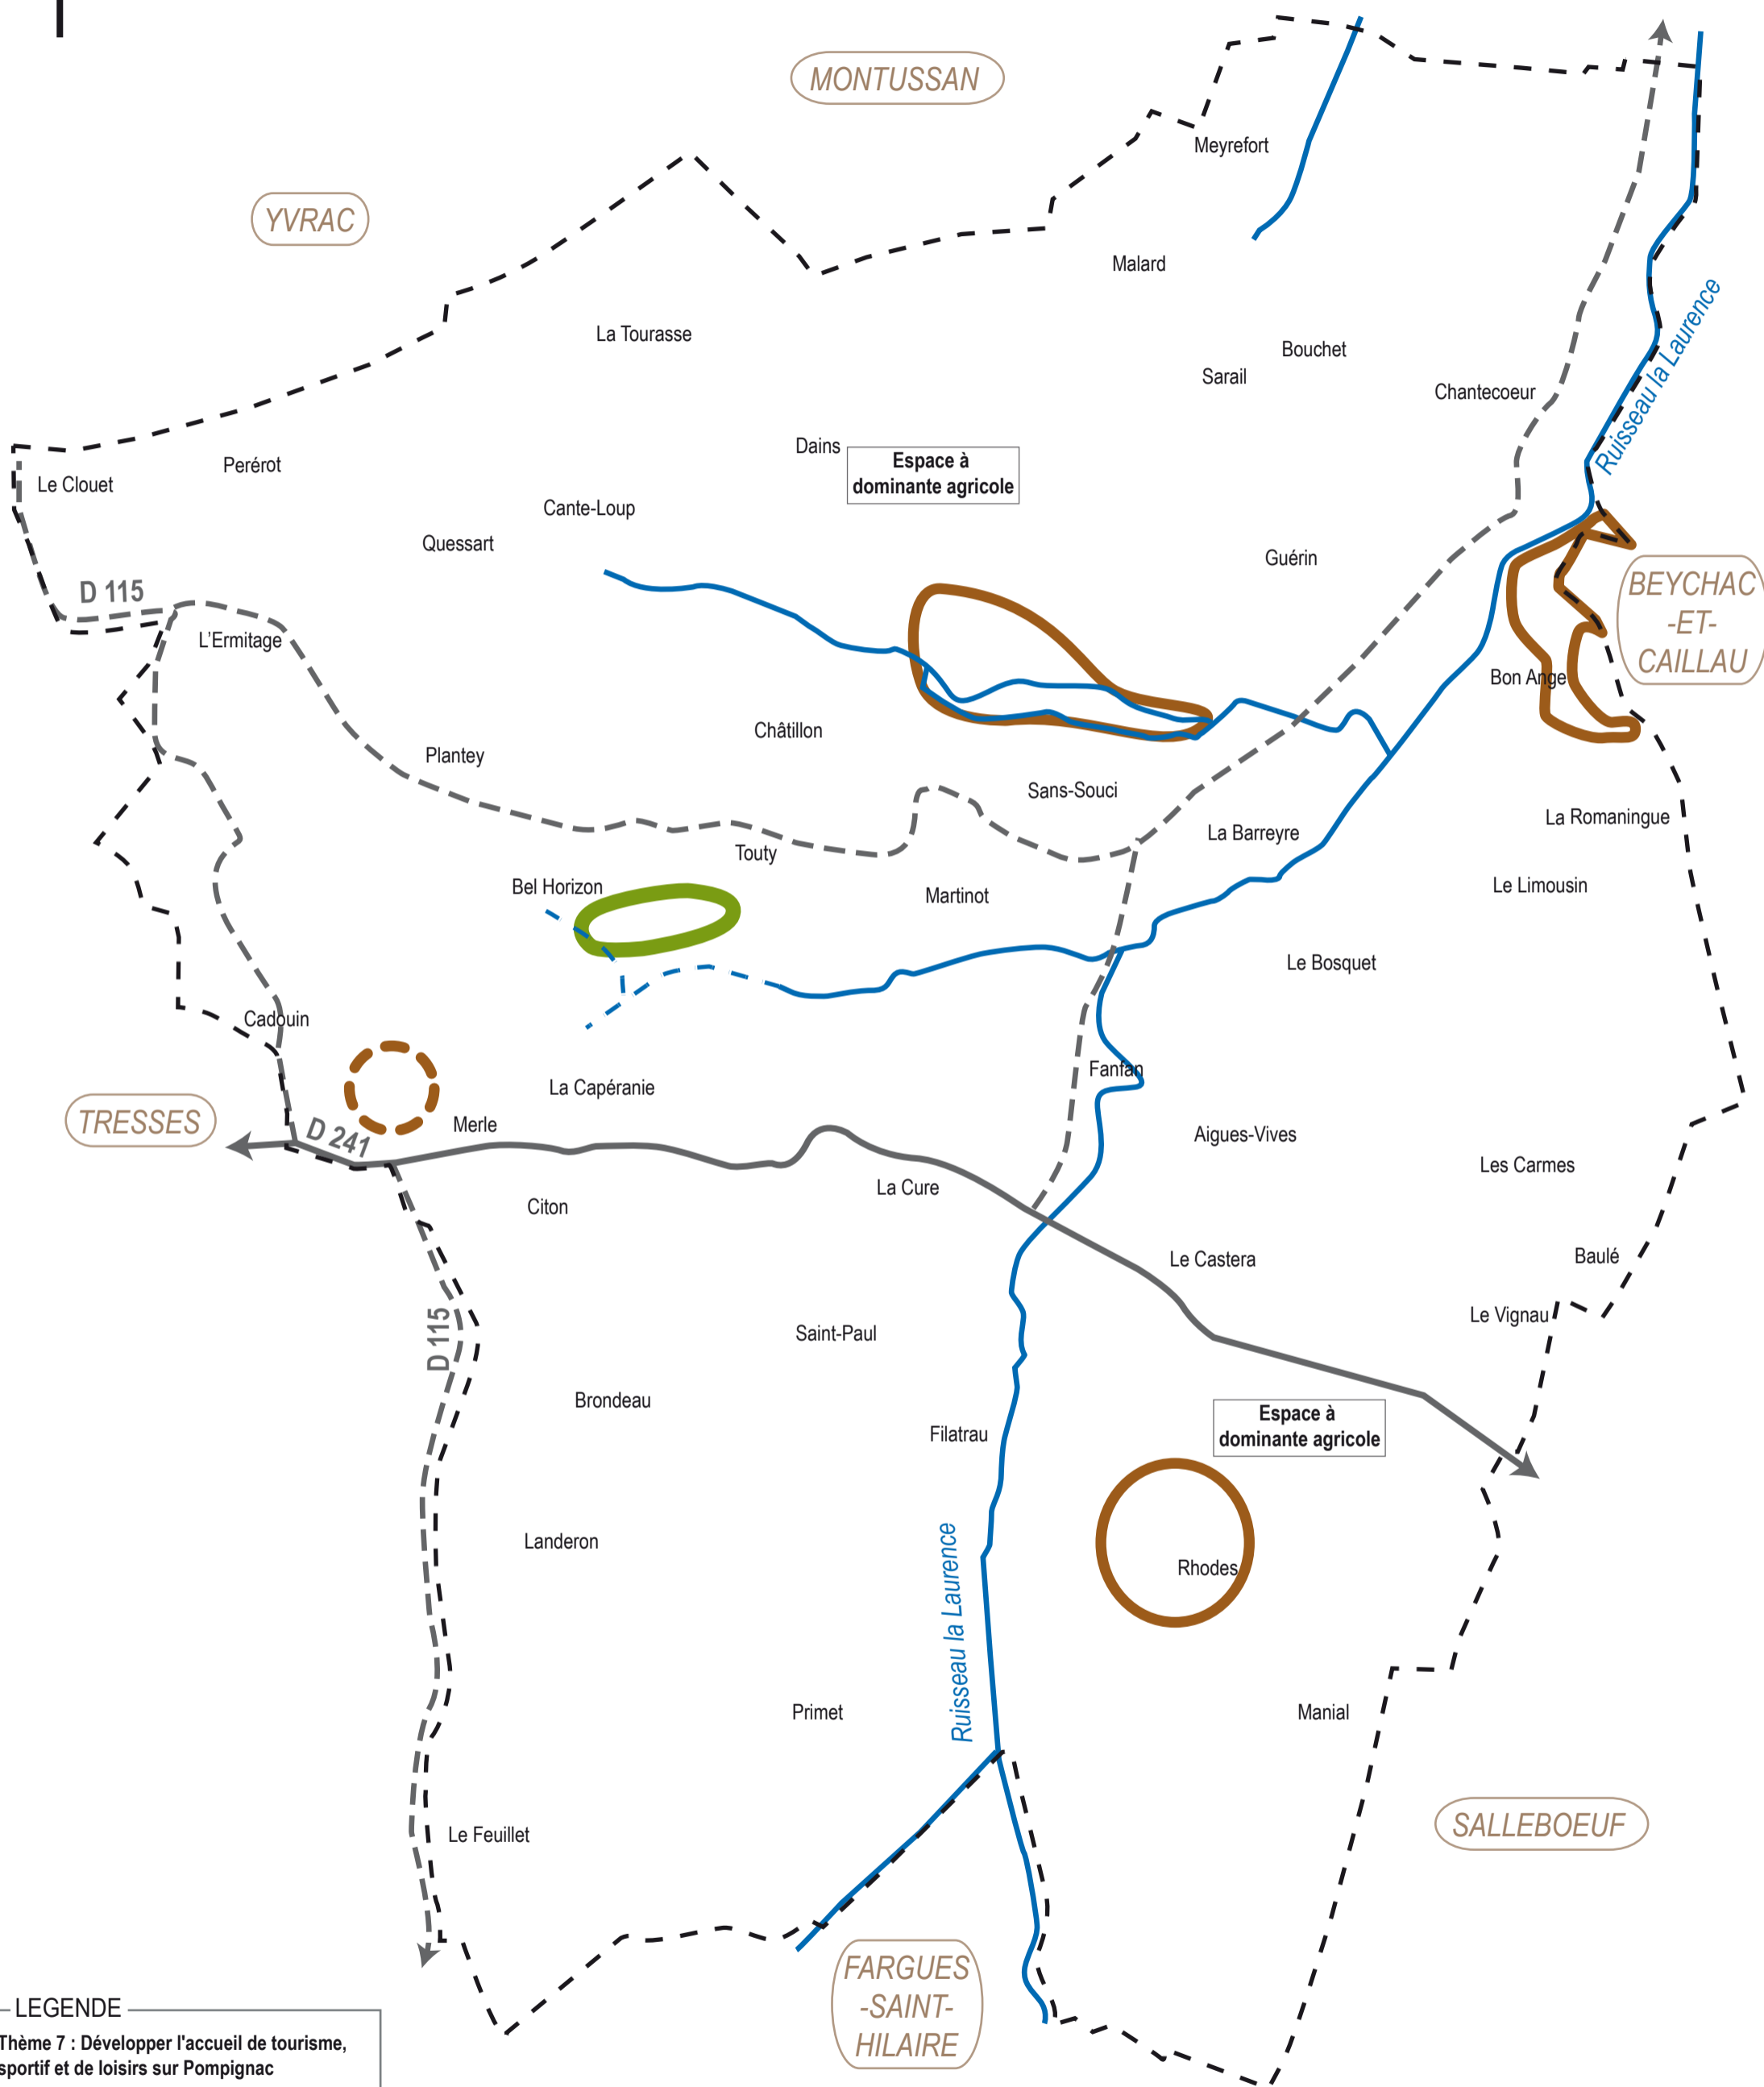 MONTUSSAN
Meyrefort
YVRAC
Malard
Ruisseau la Laurence
La Tourasse
Bouchet
Sarail
Chantecoeur
Dains
Espace à
dominante agricole
Perérot
Le Clouet
Cante-Loup
Quessart
Guérin
D 115
BEYCHAC
-ET-
CAILLAU
L'Ermitage
Bon Ange
Châtillon
Plantey
Sans-Souci
La Romaningue
La Barreyre
Touty
Bel Horizon
Le Limousin
Martinot
Le Bosquet
Cadouin
Fanfan
La Capéranie
TRESSES
Merle
D 241
Aigues-Vives
Les Carmes
La Cure
Citon
Le Castera
Baulé
Le Vignau
D 115
Saint-Paul
Brondeau
Espace à
dominante agricole
Filatrau
Landeron
Rhodes
Ruisseau la Laurence
Primet
Manial
SALLEBOEUF
Le Feuillet
FARGUES
-SAINT-
HILAIRE
LEGENDE
Thème 7 : Développer l'accueil de tourisme,
sportif et de loisirs sur Pompignac